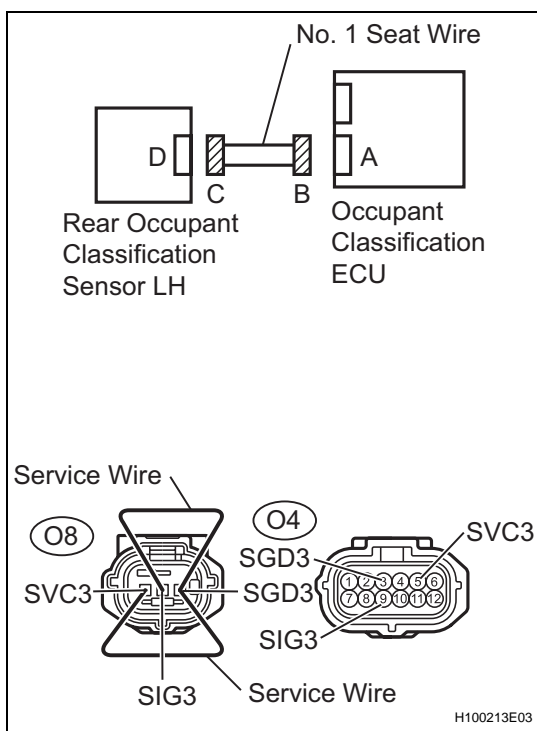 No. 1 Seat Wire
D
A
C
B
Rear Occupant
Classification
Sensor LH
Occupant
Classification
ECU
Service Wire
O8
O4
SVC3
SGD3
SVC3
SGD3
1 2 3 4 5 6
7 8 9 10 11 12
SIG3
SIG3
Service Wire
H100213E03